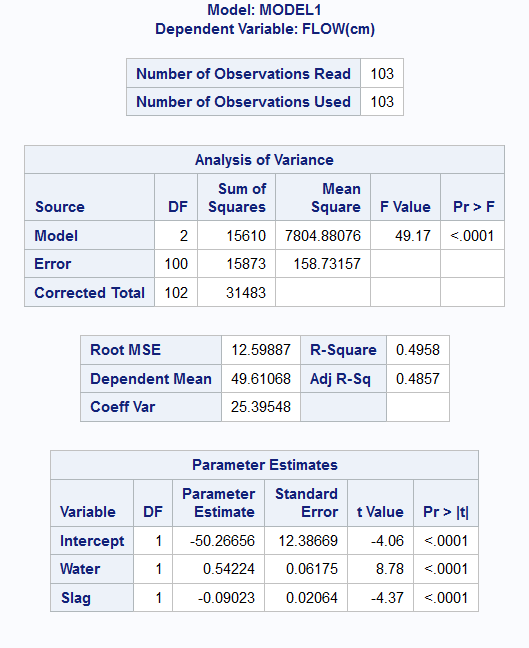 Model: MODEL1
Dependent Variable: FLOW(cm)
Number of Observations Read 103
Number of Observations Used 103
Analysis of Variance
Source DF Sum of Squares Mean Square F Value Pr > F
Model 2 15610 7804.88076 49.17 <.0001
Error 100 15873 158.73157
Corrected Total 102 31483
Root MSE 12.59887 R-Square 0.4958
Dependent Mean 49.61068 Adj R-Sq 0.4857
Coeff Var 25.39548
Parameter Estimates
Variable DF Parameter Estimate Standard Error t Value Pr > |t|
Intercept 1 -50.26656 12.38669 -4.06 <.0001
Water 1 0.54224 0.06175 8.78 <.0001
Slag 1 -0.09023 0.02064 -4.37 <.0001